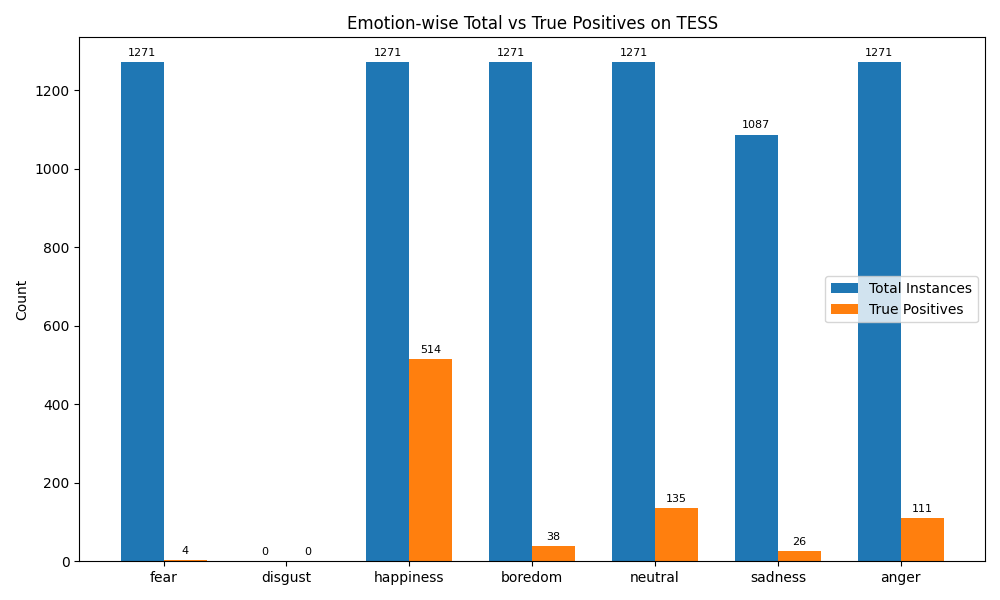 Emotion-wise Total vs True Positives on TESS
1271 1271 1271 1271 1271
1087
514
135
111
38
26
4
0 0
Total Instances
True Positives
Count
1200
1000
800
600
400
200
0
fear disgust happiness boredom neutral sadness anger